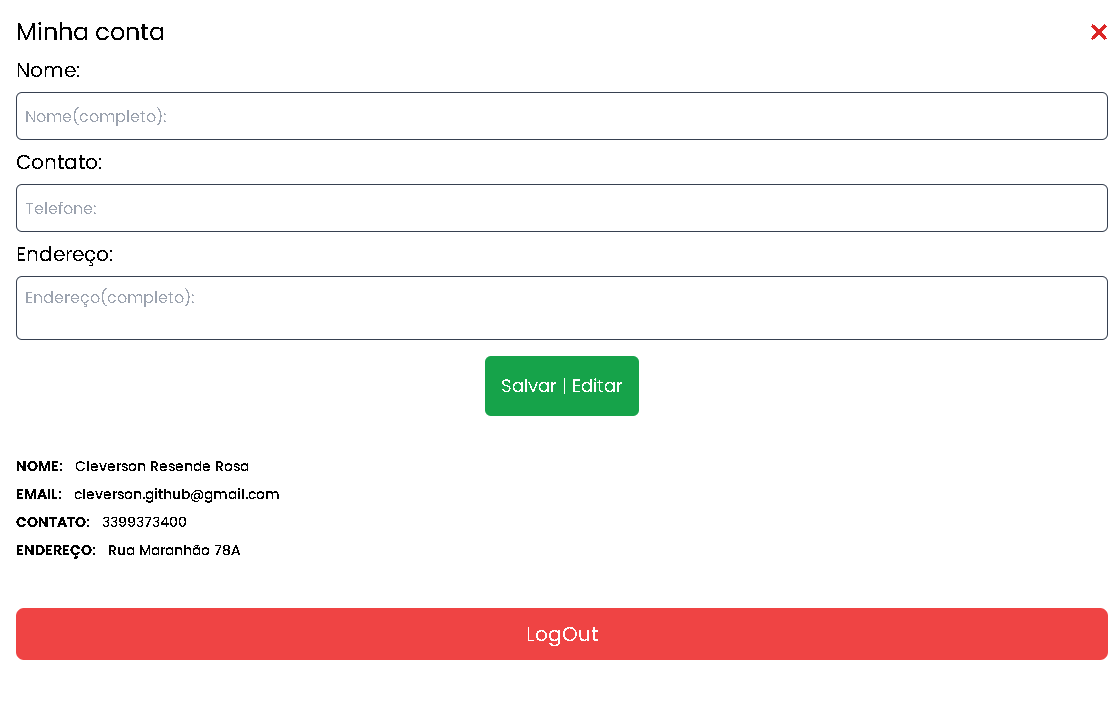 Minha conta
Nome:
Nome(completo):
Contato:
Telefone:
Endereço:
Endereço(completo):
Salvar | Editar
NOME: Cleverson Resende Rosa
EMAIL: cleverson.github@gmail.com
CONTATO: 3399373400
ENDEREÇO: Rua Maranhão 78A
LogOut